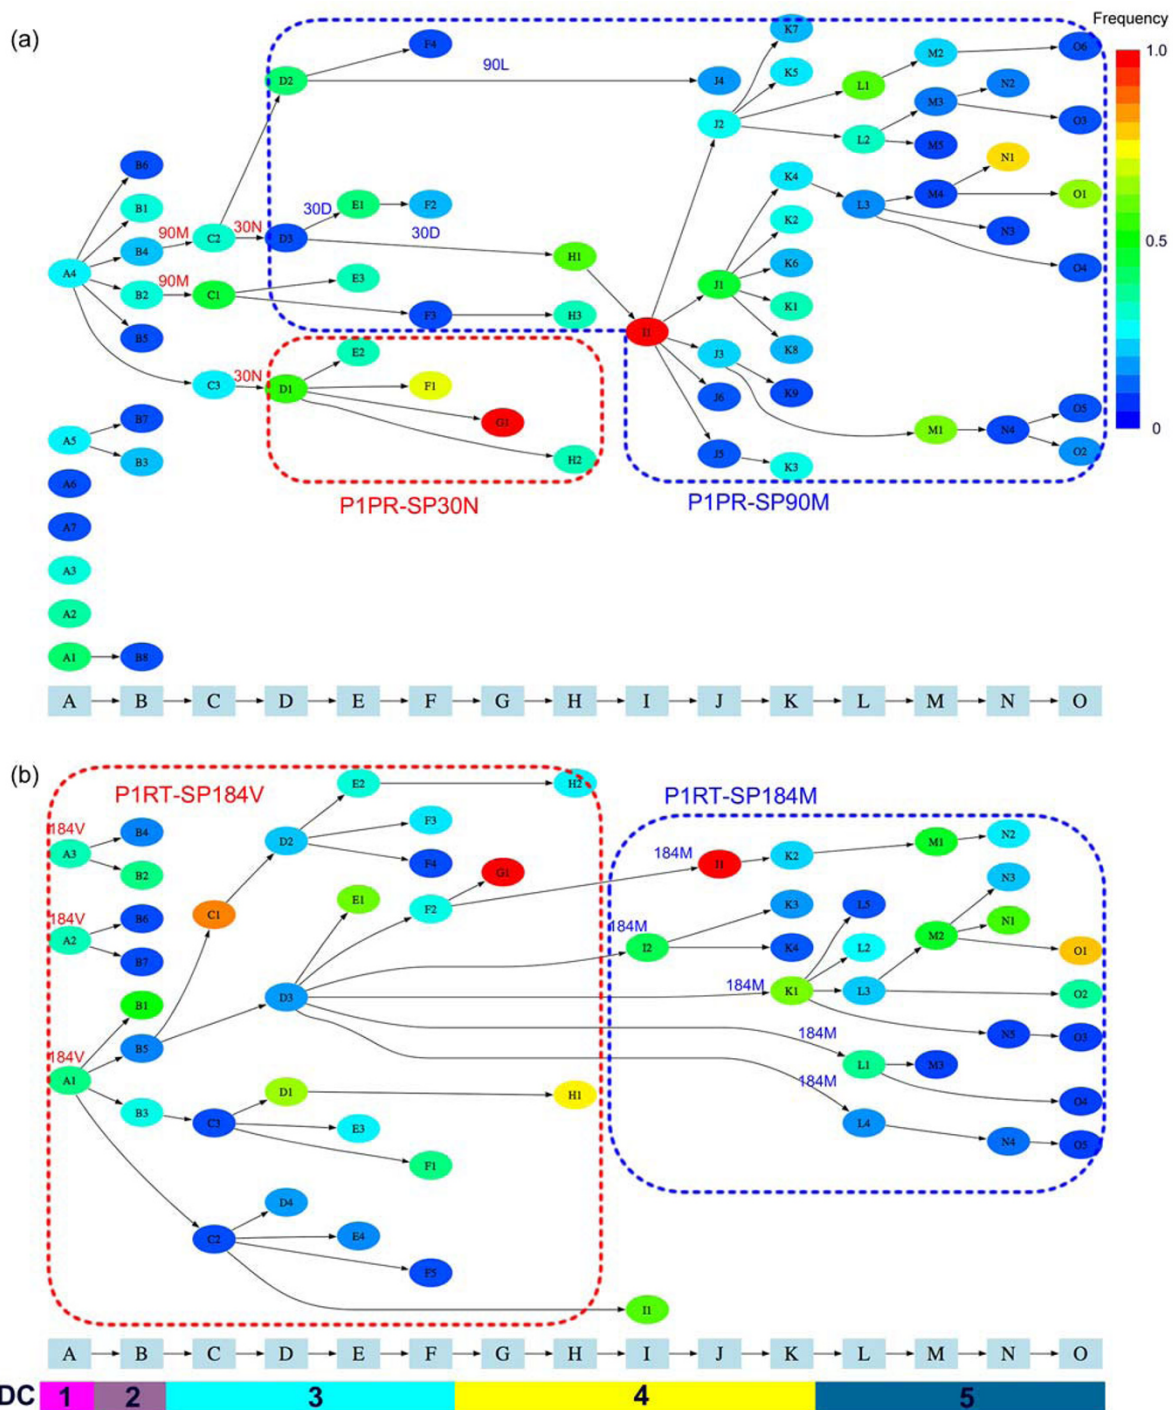 (a)
Frequency
1.0
0.5
0
K7
F4
M2
O6
90L
D2
J4
K5
L1
N2
M3
J2
O3
L2
M5
B6
N1
K4
M4
O1
30D
E1
F2
L3
B1
K2
N3
90M
C2
30N
D3
30D
B4
H1
K6
O4
A4
E3
90M
B2
C1
J1
K1
F3
H3
I1
B5
E2
J3
K8
C3
30N
D1
F1
J6
K9
B7
G1
O5
A5
M1
N4
B3
H2
J5
K3
O2
A6
P1PR-SP30N
P1PR-SP90M
A7
A3
A2
A1
B8
A B C D E F G H I J K L M N O
(b)
E2
H2
P1RT-SP184V
P1RT-SP184M
184V
B4
F3
D2
M1
N2
A3
184M
J1
K2
F4
B2
G1
N3
E1
C1
F2
K3
L5
184V
B6
184M
N1
A2
I2
K4
L2
M2
O1
B7
D3
184M
K1
L3
O2
B1
184M
N5
O3
B5
184V
L1
M3
A1
184M
D1
H1
O4
B3
C3
E3
L4
N4
O5
F1
D4
C2
E4
F5
I1
A B C D E F G H I J K L M N O
DC 1 2 3 4 5